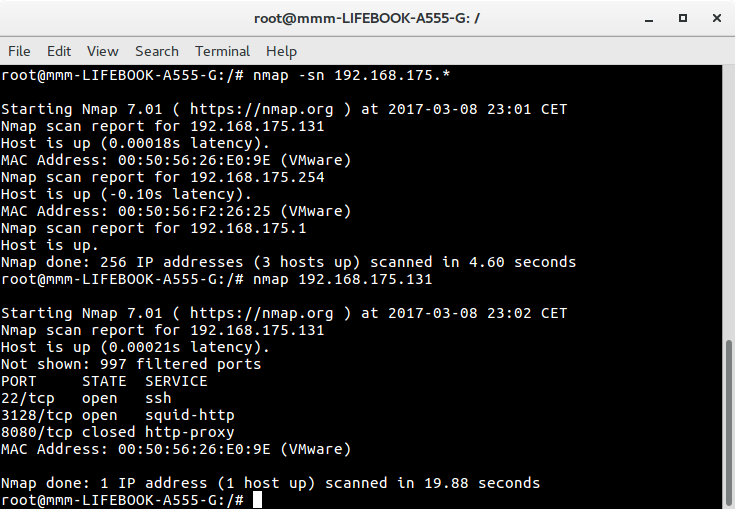 root@mmm-LIFEBOOK-A555-G: /
File Edit View Search Terminal Help
root@mmm-LIFEBOOK-A555-G:/# nmap -sn 192.168.175.*
Starting Nmap 7.01 ( https://nmap.org ) at 2017-03-08 23:01 CET
Nmap scan report for 192.168.175.131
Host is up (0.00018s latency).
MAC Address: 00:50:56:26:E0:9E (VMware)
Nmap scan report for 192.168.175.254
Host is up (-0.10s latency).
MAC Address: 00:50:56:F2:26:25 (VMware)
Nmap scan report for 192.168.175.1
Host is up.
Nmap done: 256 IP addresses (3 hosts up) scanned in 4.60 seconds
root@mmm-LIFEBOOK-A555-G:/# nmap 192.168.175.131
Starting Nmap 7.01 ( https://nmap.org ) at 2017-03-08 23:02 CET
Nmap scan report for 192.168.175.131
Host is up (0.00021s latency).
Not shown: 997 filtered ports
PORT     STATE  SERVICE
22/tcp   open   ssh
3128/tcp open   squid-http
8080/tcp closed http-proxy
MAC Address: 00:50:56:26:E0:9E (VMware)
Nmap done: 1 IP address (1 host up) scanned in 19.88 seconds
root@mmm-LIFEBOOK-A555-G:/#